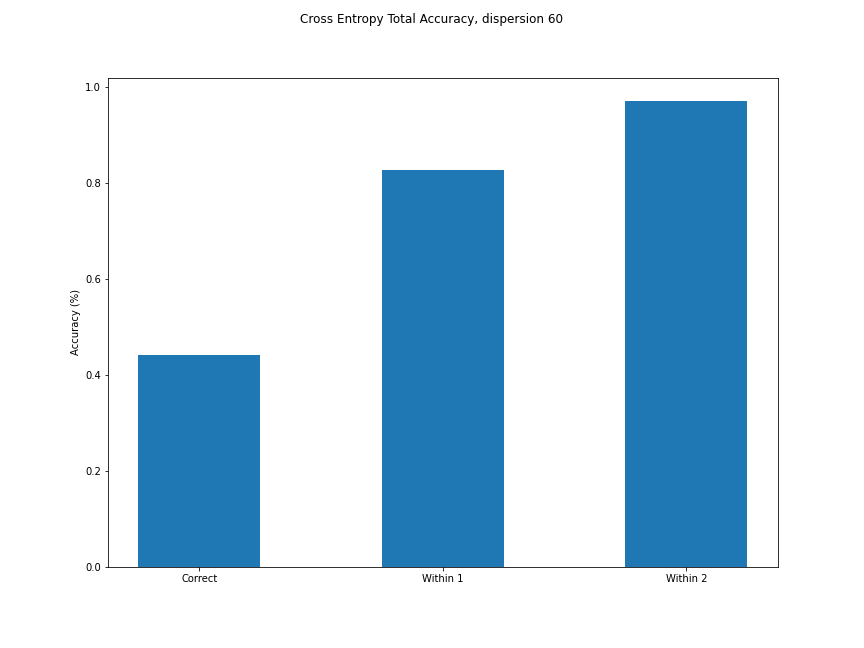 Cross Entropy Total Accuracy, dispersion 60
1.0
0.8
0.6
0.4
0.2
0.0
Accuracy (%)
Correct Within 1 Within 2